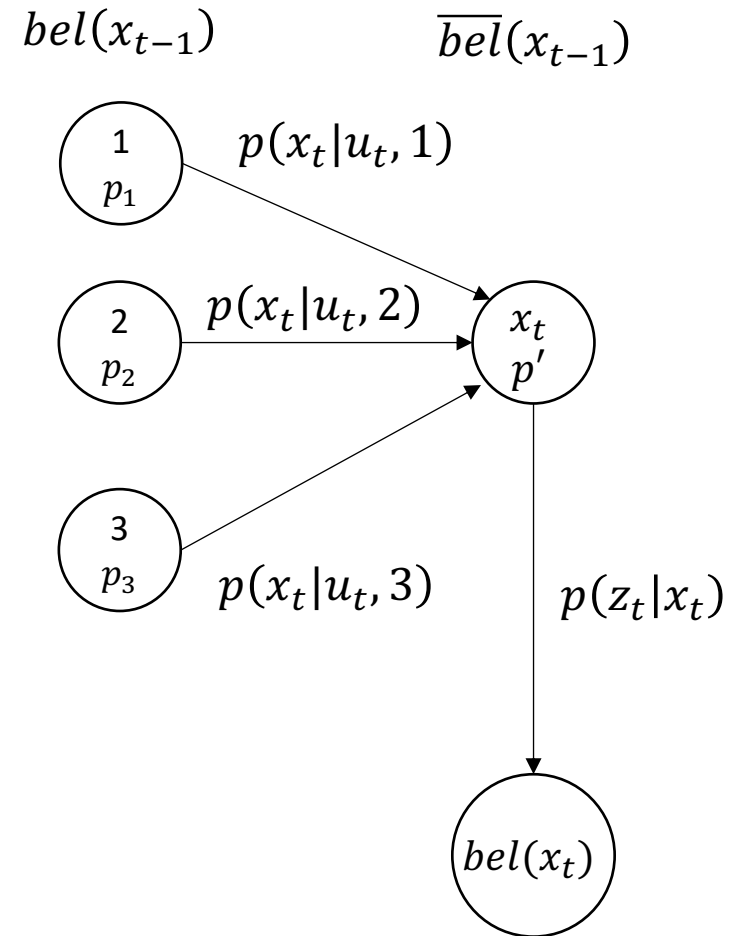 $bel(x_{t-1})$
$\overline{bel}(x_{t-1})$
1
$p_1$
$p(x_t|u_t, 1)$
2
$p_2$
$p(x_t|u_t, 2)$
$x_t$
$p'$
3
$p_3$
$p(x_t|u_t, 3)$
$p(z_t|x_t)$
$bel(x_t)$